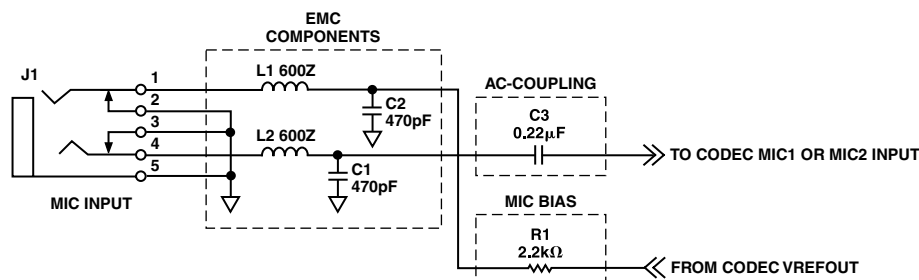 EMC
COMPONENTS
J1
1
2
3
4
5
MIC INPUT
L1 600Z
C2
470pF
L2 600Z
C1
470pF
AC-COUPLING
C3
0.22μF
TO CODEC MIC1 OR MIC2 INPUT
MIC BIAS
R1
2.2kΩ
FROM CODEC VREFOUT